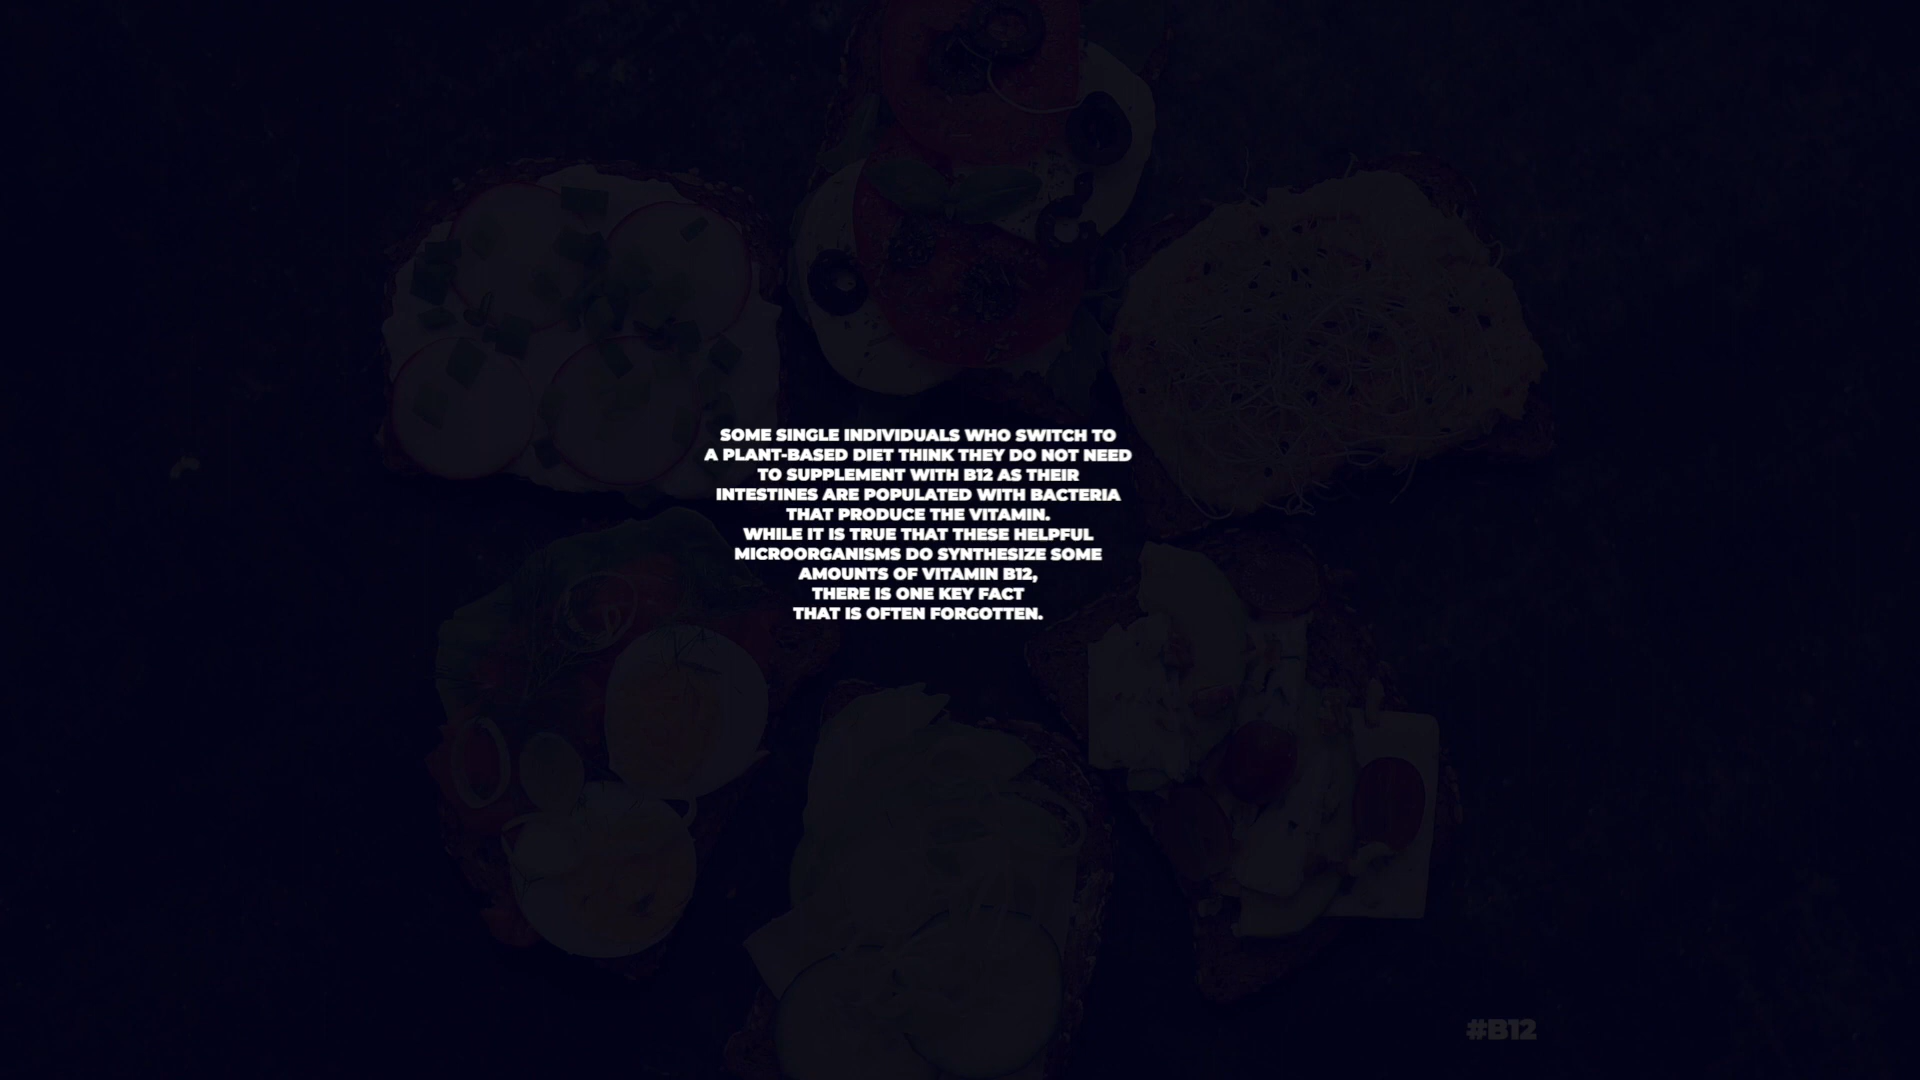 SOME SINGLE INDIVIDUALS WHO SWITCH TO
A PLANT-BASED DIET THINK THEY DO NOT NEED
TO SUPPLEMENT WITH B12 AS THEIR
INTESTINES ARE POPULATED WITH BACTERIA
THAT PRODUCE THE VITAMIN.
WHILE IT IS TRUE THAT THESE HELPFUL
MICROORGANISMS DO SYNTHESIZE SOME
AMOUNTS OF VITAMIN B12,
THERE IS ONE KEY FACT
THAT IS OFTEN FORGOTTEN.
#B12